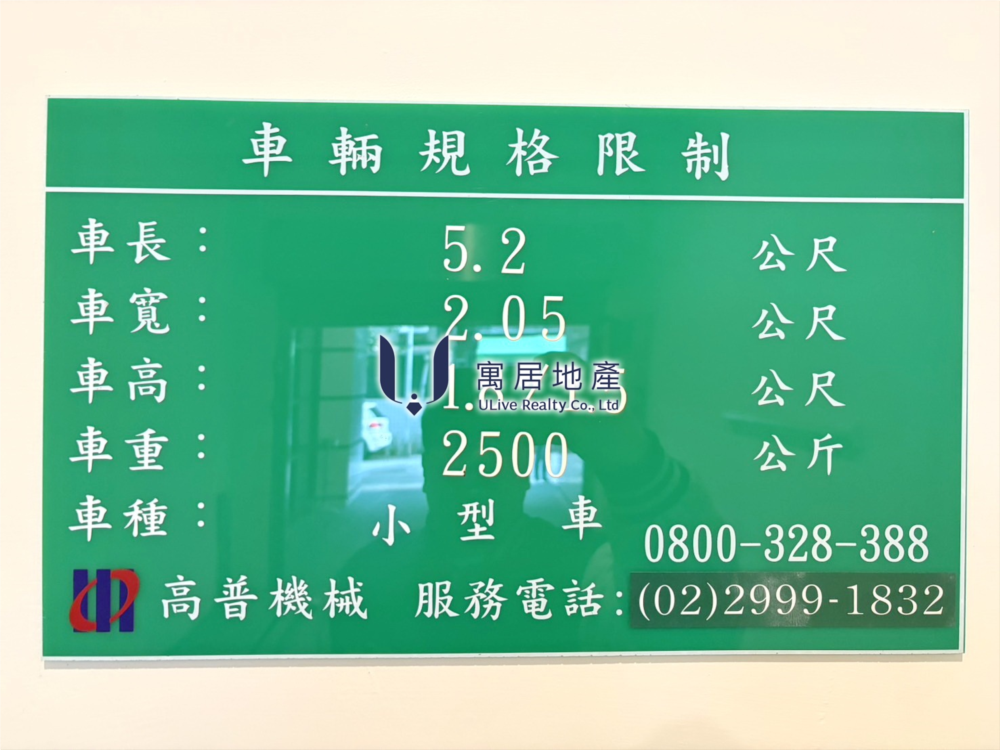 車輛規格限制
車長： 5.2 公尺
車寬： 2.05 公尺
車高： 公尺
寓居地產
ULive Realty Co., Ltd
車重： 2500 公斤
車種： 小型車
0800-328-388
高普機械 服務電話：(02)2999-1832